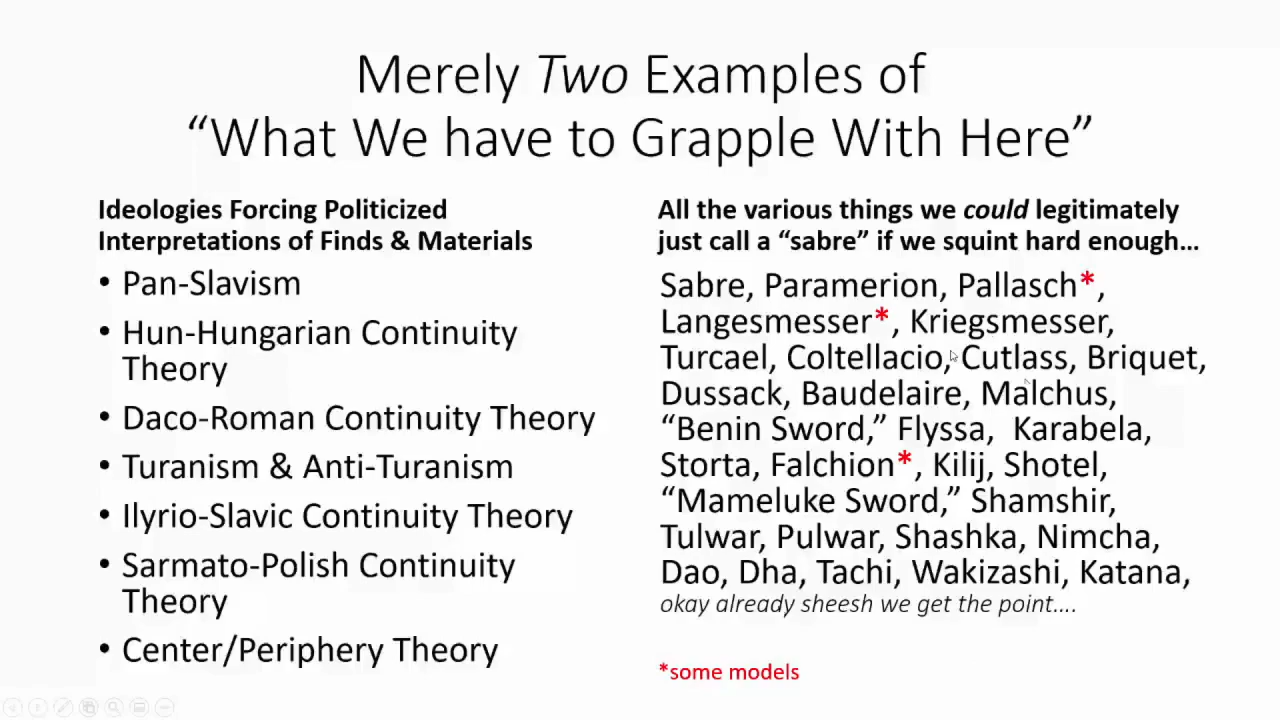 Merely Two Examples of
“What We have to Grapple With Here”
Ideologies Forcing Politicized
Interpretations of Finds & Materials
• Pan-Slavism
• Hun-Hungarian Continuity
Theory
• Daco-Roman Continuity Theory
• Turanism & Anti-Turanism
• Ilyrio-Slavic Continuity Theory
• Sarmato-Polish Continuity
Theory
• Center/Periphery Theory
All the various things we could legitimately
just call a “sabre” if we squint hard enough...
Sabre, Paramerion, Pallasch*,
Langesmesser*, Kriegsmesser,
Turcael, Coltellacio, Cutlass, Briquet,
Dussack, Baudelaire, Malchus,
“Benin Sword,” Flyssa, Karabela,
Storta, Falchion*, Kilij, Shotel,
“Mameluke Sword,” Shamshir,
Tulwar, Pulwar, Shashka, Nimcha,
Dao, Dha, Tachi, Wakizashi, Katana,
okay already sheesh we get the point....
*some models